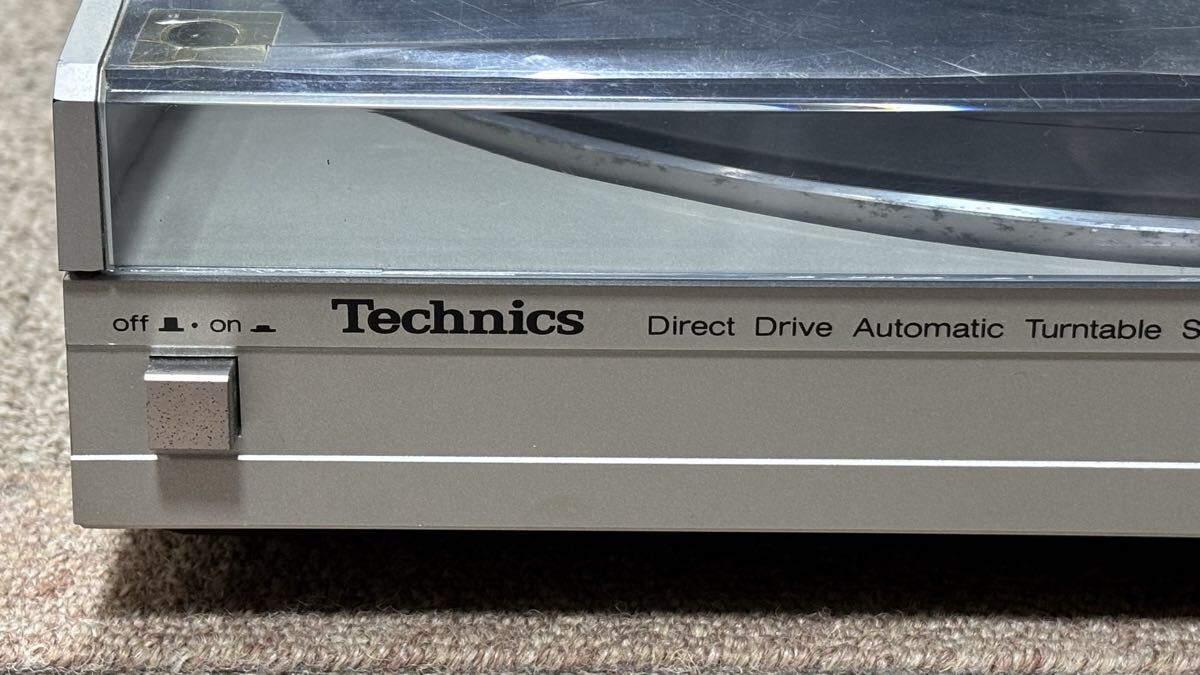 off · on
Technics Direct Drive Automatic Turntable S